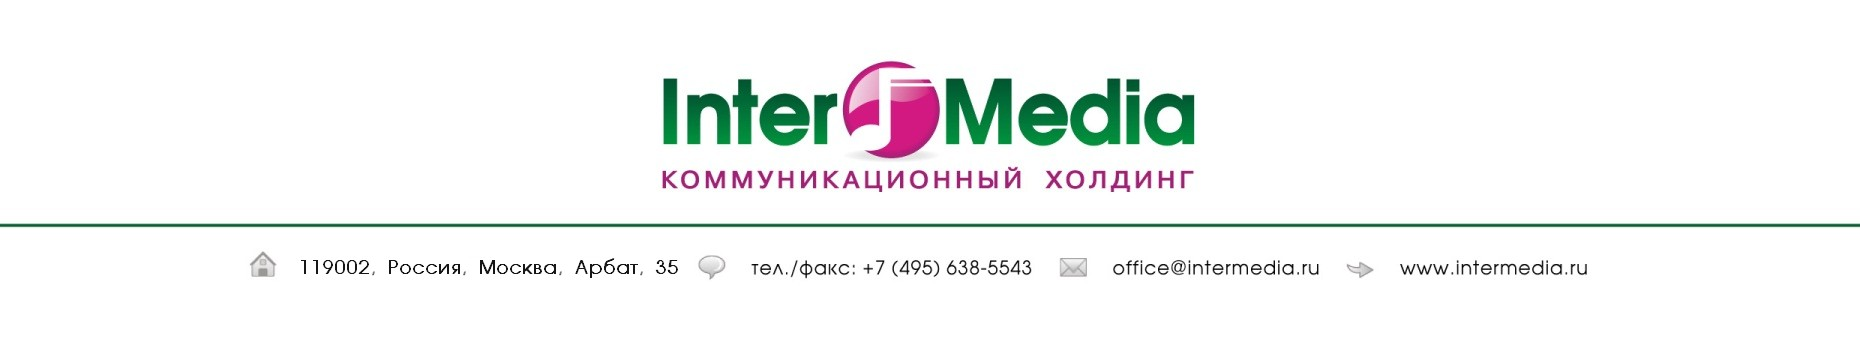 InterMedia
КОММУНИКАЦИОННЫЙ ХОЛДИНГ
119002, Россия, Москва, Арбат, 35 тел./факс: +7 (495) 638-5543 office@intermedia.ru www.intermedia.ru